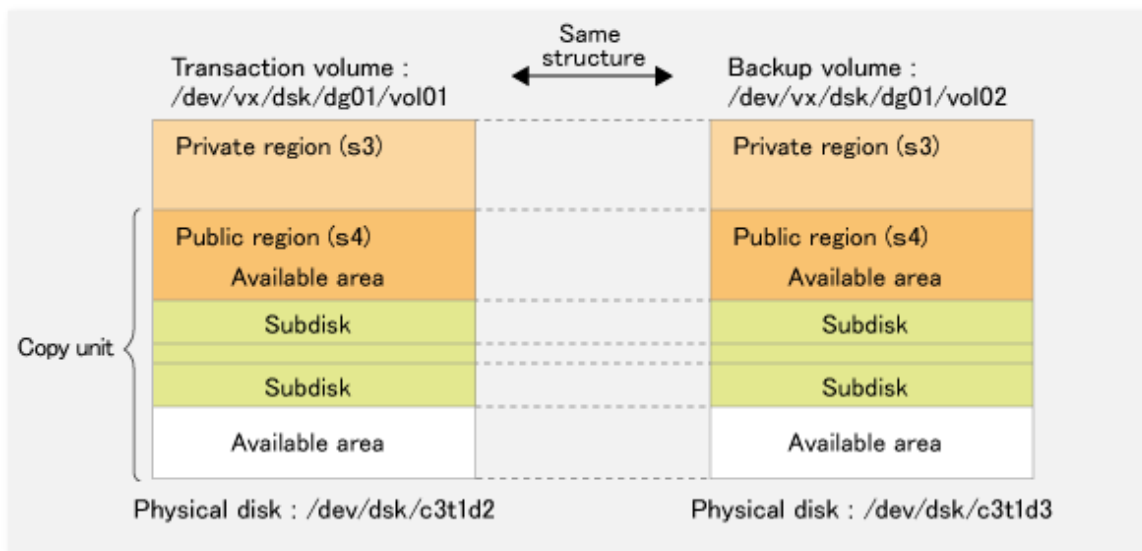 Same
structure
Transaction volume :
/dev/vx/dsk/dg01/vol01
Backup volume :
/dev/vx/dsk/dg01/vol02
Private region (s3)
Private region (s3)
Public region (s4)
Available area
Public region (s4)
Available area
Subdisk
Subdisk
Copy unit
Subdisk
Subdisk
Available area
Available area
Physical disk : /dev/dsk/c3t1d2
Physical disk : /dev/dsk/c3t1d3